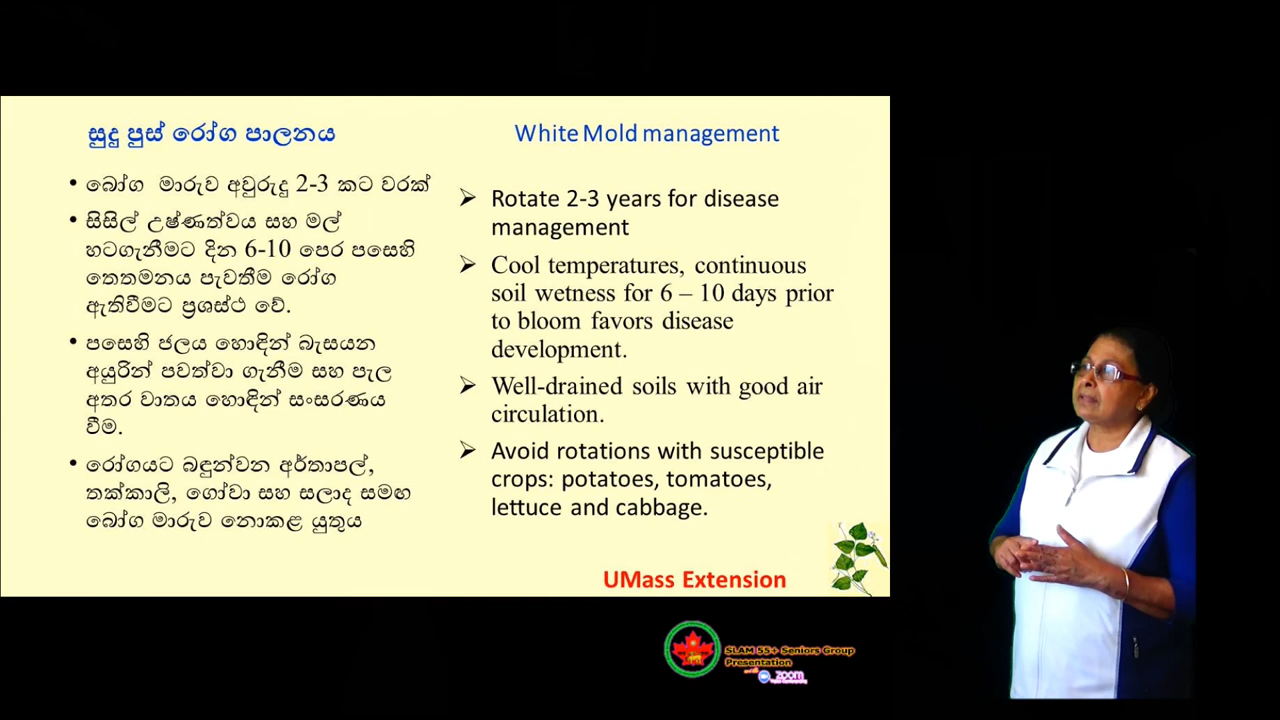 සුදු පුස් රෝග පාලනය
• බෝග මාරුව අවුරුදු 2-3 කට වරක්
• සිසිල් උෂ්ණත්වය සහ මල්
හටගැනීමට දින 6-10 පෙර පසෙහි
තෙතමනය පැවතීම රෝග
ඇතිවීමට ප්‍රශස්ථ වේ.
• පසෙහි ජලය හොඳින් බැසයන
අයුරින් පවත්වා ගැනීම සහ පැල
අතර වාතය හොඳින් සංසරණය
වීම.
• රෝගයට බඳුන්වන අර්තාපල්,
තක්කාලි, ගෝවා සහ සලාද සමඟ
බෝග මාරුව නොකළ යුතුය
White Mold management
➢ Rotate 2-3 years for disease
management
➢ Cool temperatures, continuous
soil wetness for 6 – 10 days prior
to bloom favors disease
development.
➢ Well-drained soils with good air
circulation.
➢ Avoid rotations with susceptible
crops: potatoes, tomatoes,
lettuce and cabbage.
UMass Extension
SLAM 55+ Seniors Group
Presentation
zoom